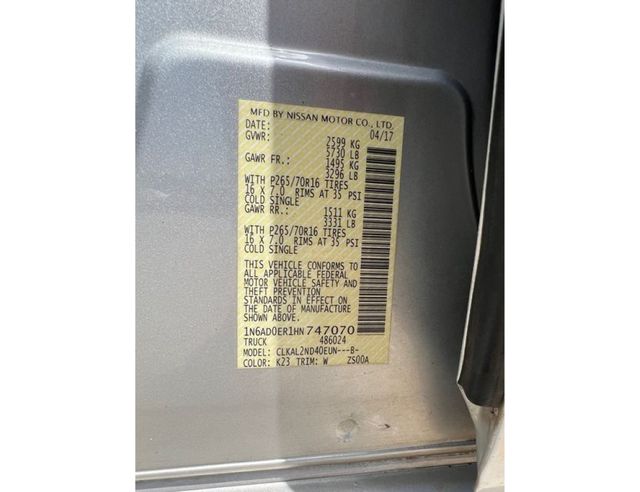 MFD BY NISSAN MOTOR CO., LTD.
DATE: 04/17
GVWR: 2599 KG
5730 LB
GAWR FR.: 1495 KG
3296 LB
WITH P265/70R16 TIRES
16 X 7.0 RIMS AT 35 PSI
COLD SINGLE
GAWR RR.: 1511 KG
3331 LB
WITH P265/70R16 TIRES
16 X 7.0 RIMS AT 35 PSI
COLD SINGLE
THIS VEHICLE CONFORMS TO
ALL APPLICABLE FEDERAL
MOTOR VEHICLE SAFETY AND
THEFT PREVENTION
STANDARDS IN EFFECT ON
THE DATE OF MANUFACTURE
SHOWN ABOVE.
1N6AD0ER1HN747070
TRUCK 486024
MODEL: CLKAL2ND40EUN---B-
COLOR: K23 TRIM: W ZS00A